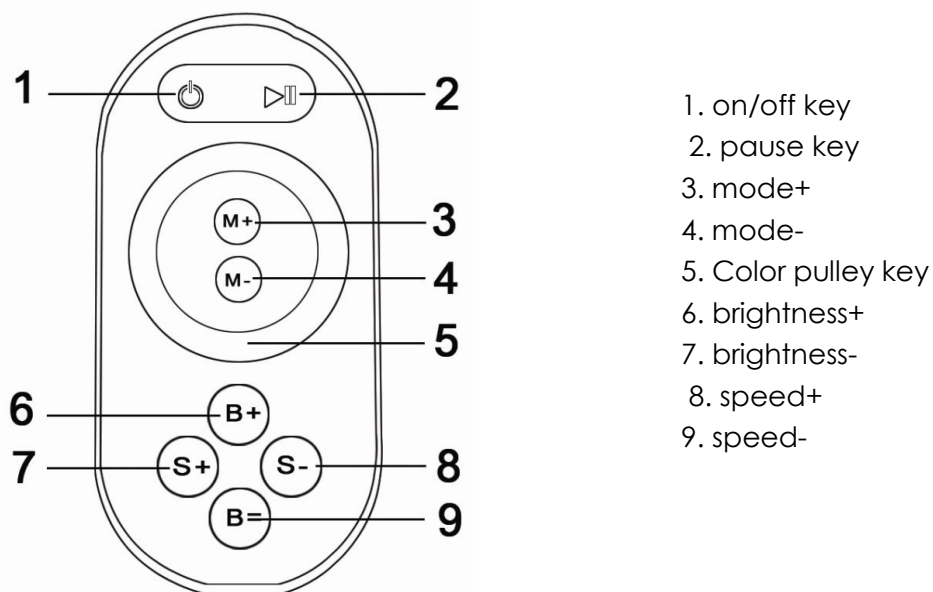 1
2
M+
3
M-
4
5
6
B+
7
S+
S-
8
B=
9
1. on/off key
2. pause key
3. mode+
4. mode-
5. Color pulley key
6. brightness+
7. brightness-
8. speed+
9. speed-